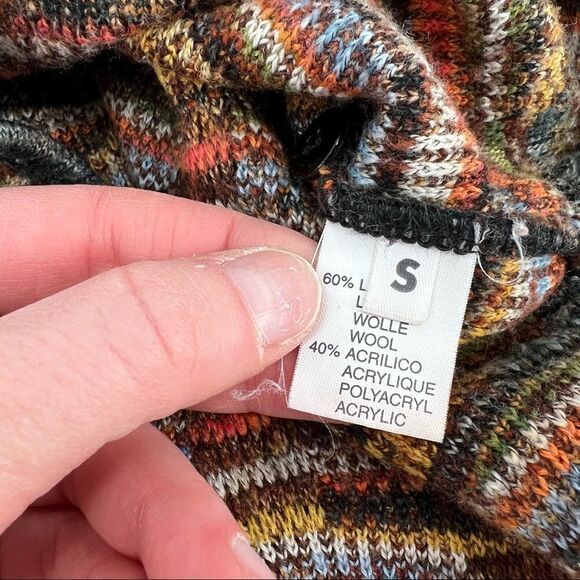 S
60% L
L
WOLLE
WOOL
40% ACRILICO
ACRYLIQUE
POLYACRYL
ACRYLIC